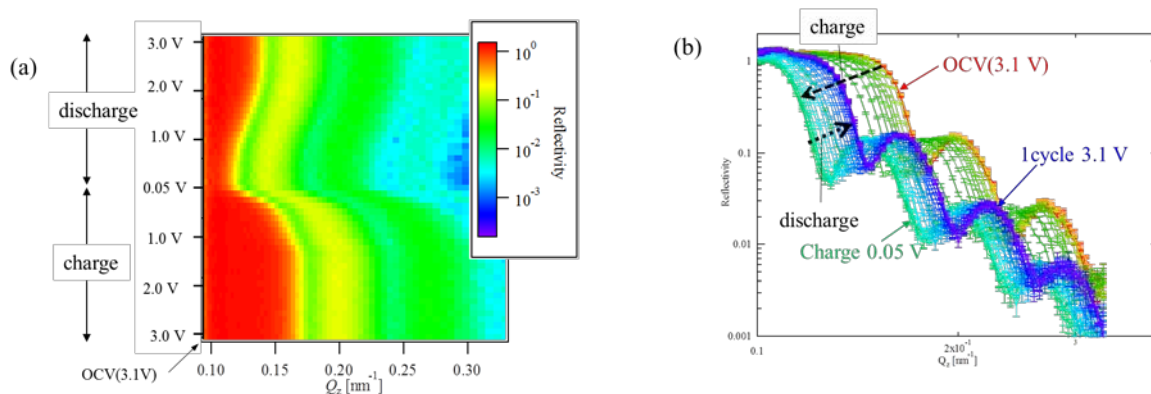 (a)
discharge
charge
3.0 V
2.0 V
1.0 V
0.05 V
1.0 V
2.0 V
3.0 V
OCV(3.1V)
0.10 0.15 0.20 0.25 0.30
Qz [nm-1]
10^0
10^-1
10^-2
10^-3
Reflectivity
(b)
charge
OCV(3.1 V)
1cycle 3.1 V
discharge
Charge 0.05 V
Reflectivity
1
0.1
0.01
0.001
0.1
2x10^-1
3
Qz [nm-1]